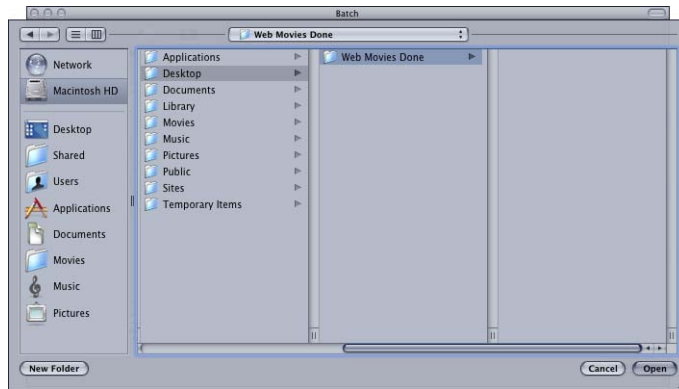 Batch
Web Movies Done
Network
Macintosh HD
Desktop
Shared
Users
Applications
Documents
Movies
Music
Pictures
Applications
Desktop
Documents
Library
Movies
Music
Pictures
Public
Sites
Temporary Items
Web Movies Done
New Folder
Cancel
Open